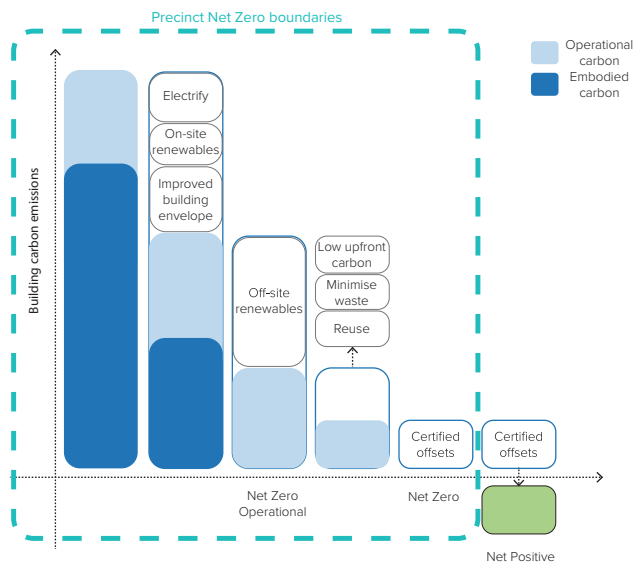 Precinct Net Zero boundaries
Operational
carbon
Embodied
carbon
Building carbon emissions
Electrify
On-site
renewables
Improved
building
envelope
Off-site
renewables
Low upfront
carbon
Minimise
waste
Reuse
Certified
offsets
Certified
offsets
Net Zero
Operational
Net Zero
Net Positive